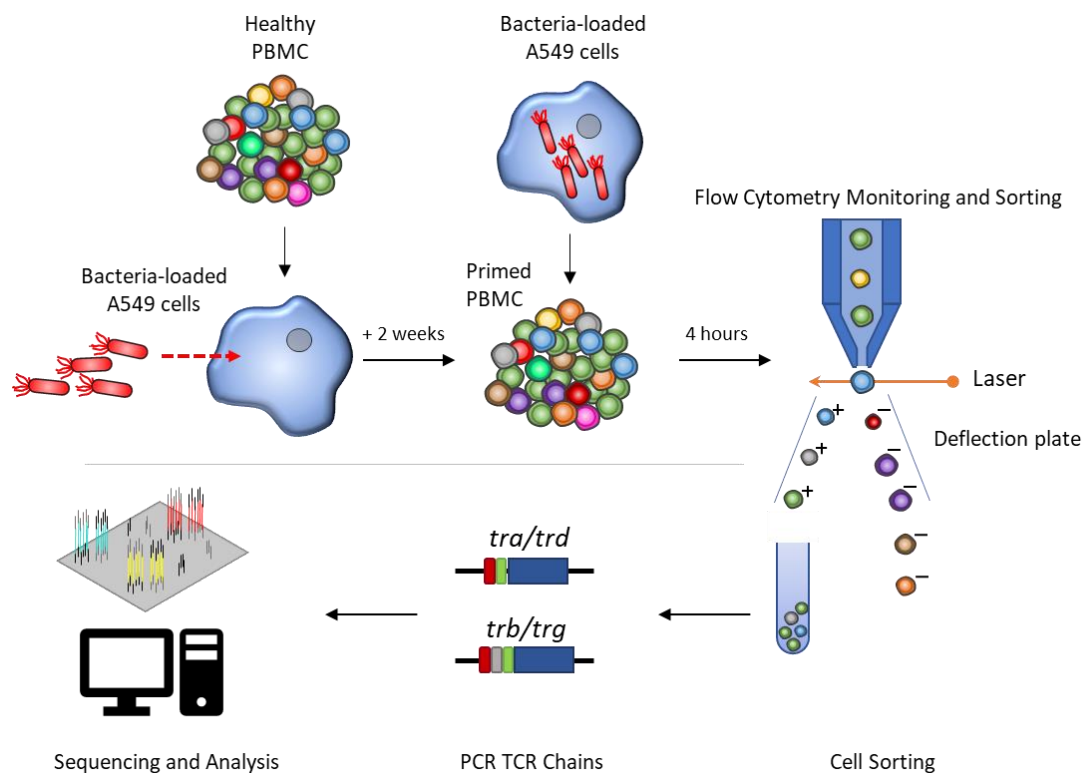 Healthy
PBMC
Bacteria-loaded
A549 cells
Flow Cytometry Monitoring and Sorting
Bacteria-loaded
A549 cells
Primed
PBMC
+ 2 weeks
4 hours
Laser
+
−
Deflection plate
+
−
+
−
−
−
tra/trd
trb/trg
Sequencing and Analysis
PCR TCR Chains
Cell Sorting